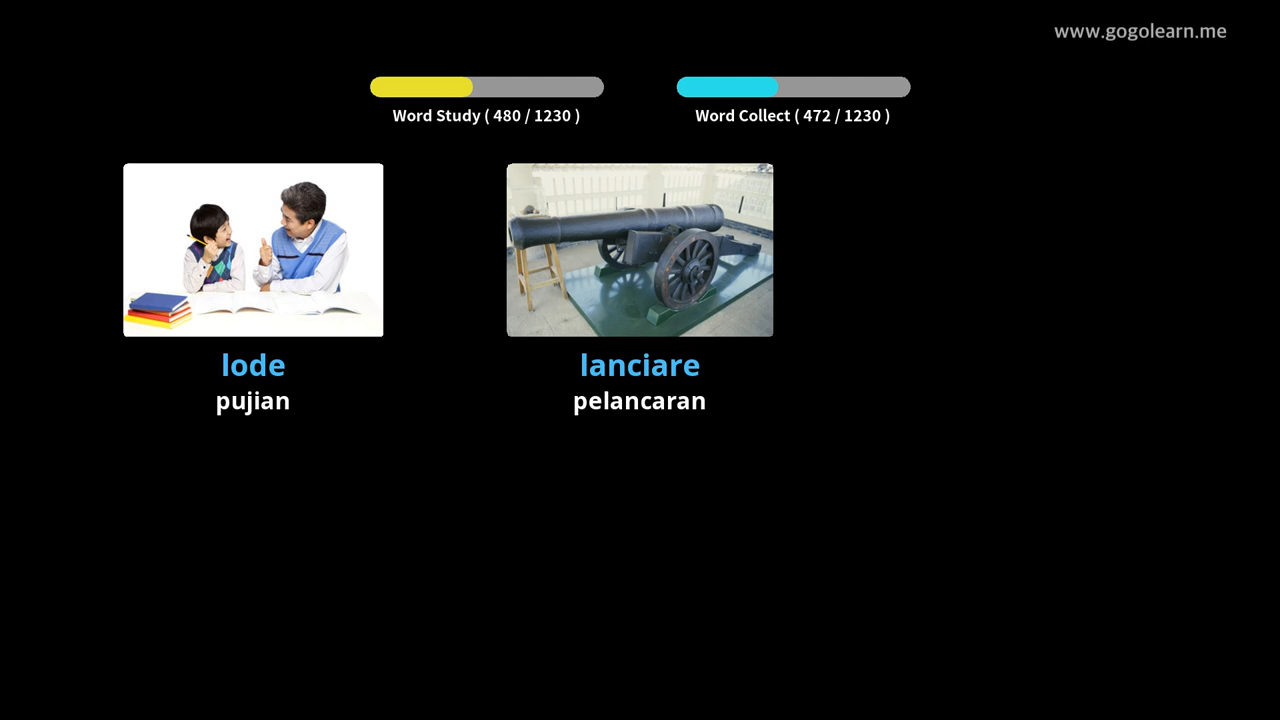 www.gogolearn.me
Word Study ( 480 / 1230 )
Word Collect ( 472 / 1230 )
lode
pujian
lanciare
pelancaran